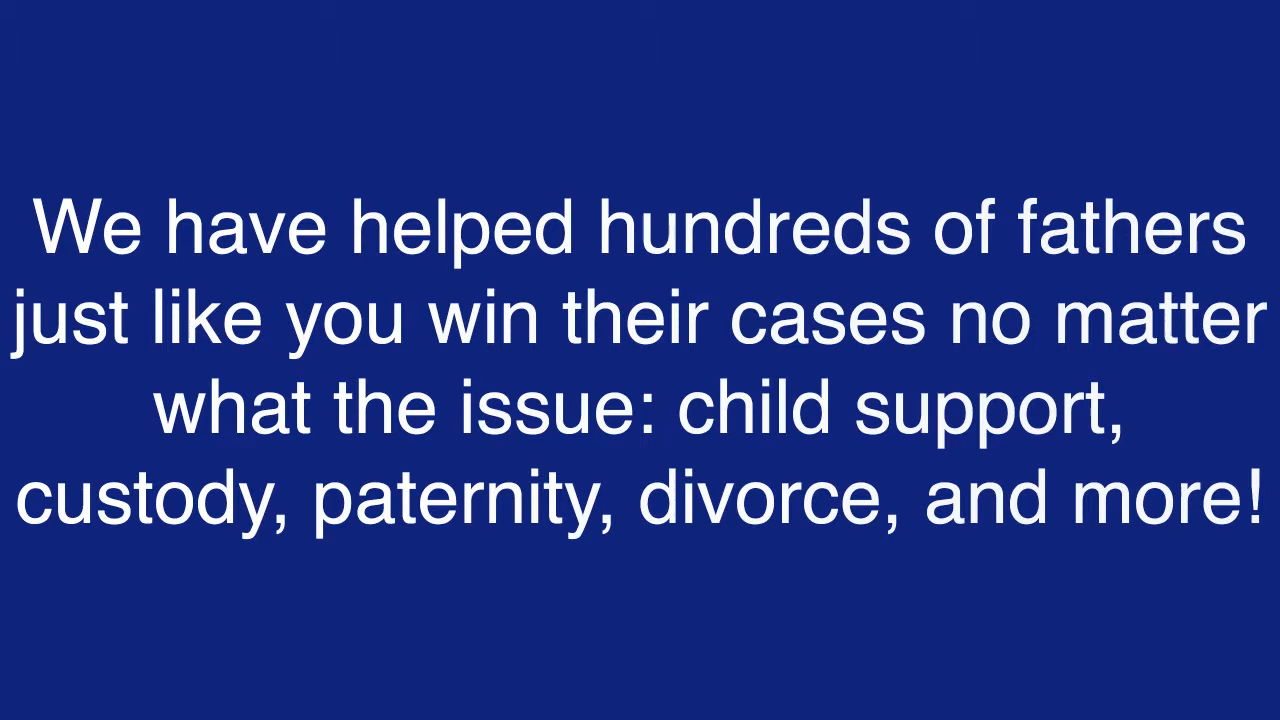 We have helped hundreds of fathers
just like you win their cases no matter
what the issue: child support,
custody, paternity, divorce, and more!